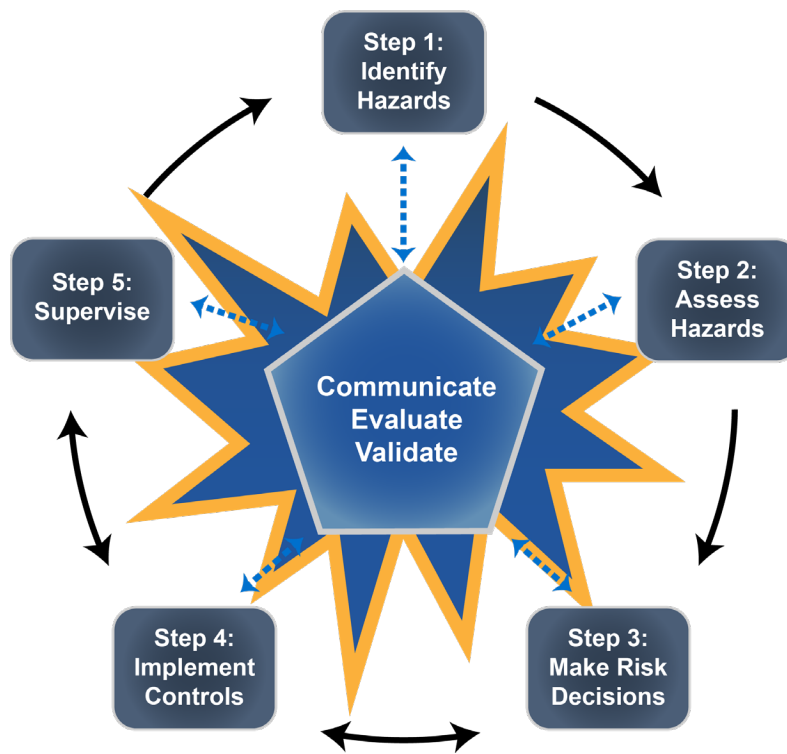 Step 1:
Identify
Hazards
Step 2:
Assess
Hazards
Step 3:
Make Risk
Decisions
Step 4:
Implement
Controls
Step 5:
Supervise
Communicate
Evaluate
Validate